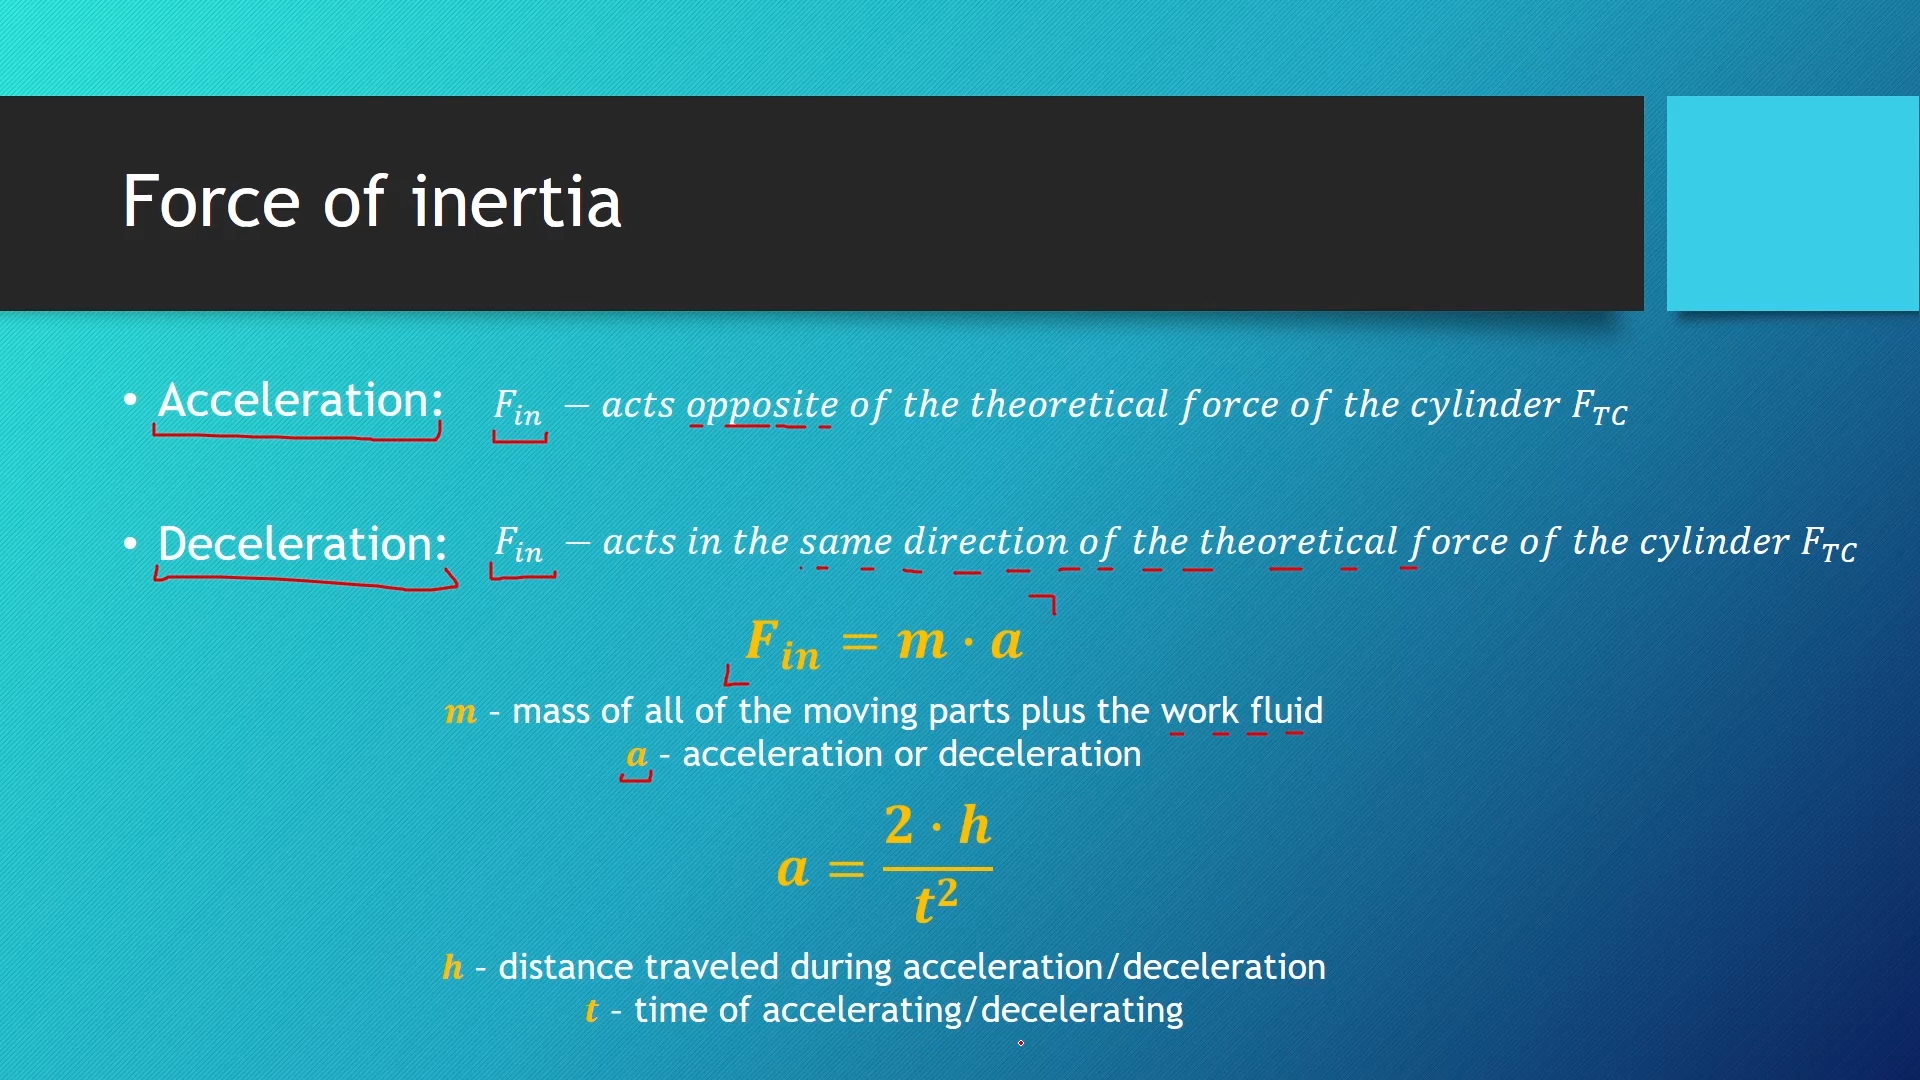 Force of inertia
• Acceleration: F_in – acts opposite of the theoretical force of the cylinder F_TC
• Deceleration: F_in – acts in the same direction of the theoretical force of the cylinder F_TC
F_in = m · a
m - mass of all of the moving parts plus the work fluid
a - acceleration or deceleration
a = 2 · h / t²
h - distance traveled during acceleration/deceleration
t - time of accelerating/decelerating